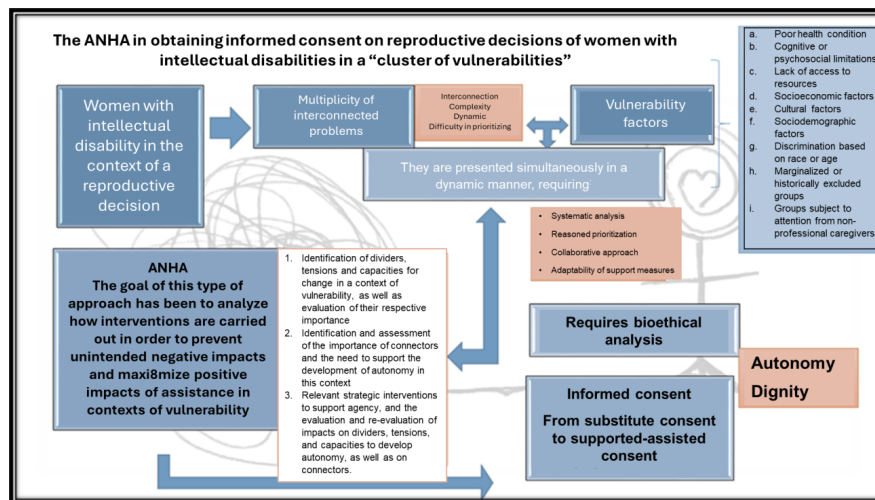 The ANHA in obtaining informed consent on reproductive decisions of women with
intellectual disabilities in a “cluster of vulnerabilities”
Women with
intellectual
disability in the
context of a
reproductive
decision
Multiplicity of
interconnected
problems
Interconnection
Complexity
Dynamic
Difficulty in prioritizing
Vulnerability
factors
They are presented simultaneously in a
dynamic manner, requiring
• Systematic analysis
• Reasoned prioritization
• Collaborative approach
• Adaptability of support measures
a. Poor health condition
b. Cognitive or
psychosocial limitations
c. Lack of access to
resources
d. Socioeconomic factors
e. Cultural factors
f. Sociodemographic
factors
g. Discrimination based
on race or age
h. Marginalized or
historically excluded
groups
i. Groups subject to
attention from non-
professional caregivers
ANHA
The goal of this type of
approach has been to analyze
how interventions are carried
out in order to prevent
unintended negative impacts
and maxi8mize positive
impacts of assistance in
contexts of vulnerability
1. Identification of dividers,
tensions and capacities for
change in a context of
vulnerability, as well as
evaluation of their respective
importance
2. Identification and assessment
of the importance of connectors
and the need to support the
development of autonomy in
this context
3. Relevant strategic interventions
to support agency, and the
evaluation and re-evaluation of
impacts on dividers, tensions,
and capacities to develop
autonomy, as well as on
connectors.
Requires bioethical
analysis
Autonomy
Dignity
Informed consent
From substitute consent
to supported-assisted
consent